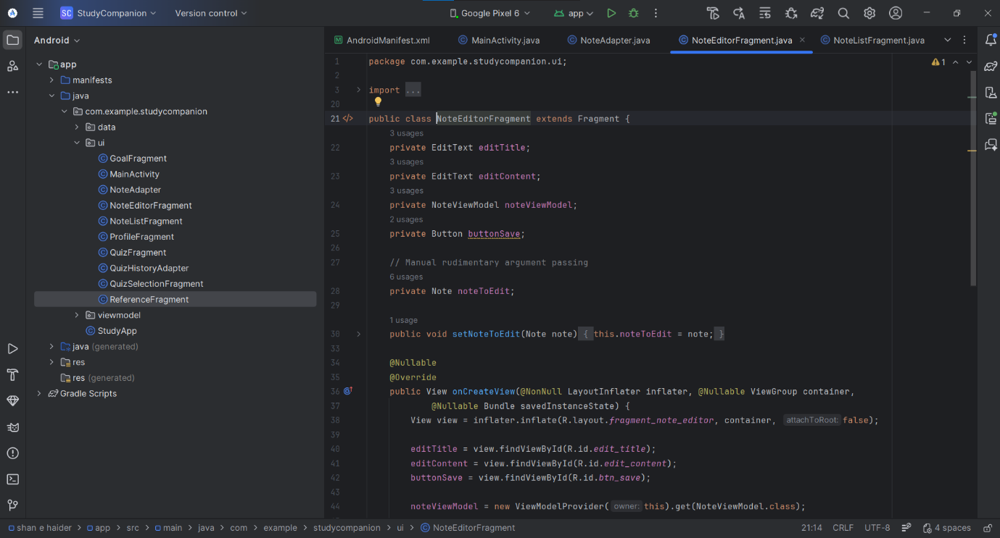 SC StudyCompanion Version control Google Pixel 6 app
Android
AndroidManifest.xml MainActivity.java NoteAdapter.java NoteEditorFragment.java NoteListFragment.java
app
manifests
java
com.example.studycompanion
data
ui
GoalFragment
MainActivity
NoteAdapter
NoteEditorFragment
NoteListFragment
ProfileFragment
QuizFragment
QuizHistoryAdapter
QuizSelectionFragment
ReferenceFragment
viewmodel
StudyApp
java (generated)
res
res (generated)
Gradle Scripts
1 package com.example.studycompanion.ui;
1
2
3 import ...
20
21 public class NoteEditorFragment extends Fragment {
3 usages
22 private EditText editTitle;
3 usages
23 private EditText editContent;
3 usages
24 private NoteViewModel noteViewModel;
2 usages
25 private Button buttonSave;
26
27 // Manual rudimentary argument passing
6 usages
28 private Note noteToEdit;
29
1 usage
30 public void setNoteToEdit(Note note) { this.noteToEdit = note; }
33
34 @Nullable
35 @Override
36 public View onCreateView(@NonNull LayoutInflater inflater, @Nullable ViewGroup container,
37 @Nullable Bundle savedInstanceState) {
38 View view = inflater.inflate(R.layout.fragment_note_editor, container, attachToRoot: false);
39
40 editTitle = view.findViewById(R.id.edit_title);
41 editContent = view.findViewById(R.id.edit_content);
42 buttonSave = view.findViewById(R.id.btn_save);
43
44 noteViewModel = new ViewModelProvider( owner: this).get(NoteViewModel.class);
shan e haider > app > src > main > java > com > example > studycompanion > ui > NoteEditorFragment 21:14 CRLF UTF-8 4 spaces